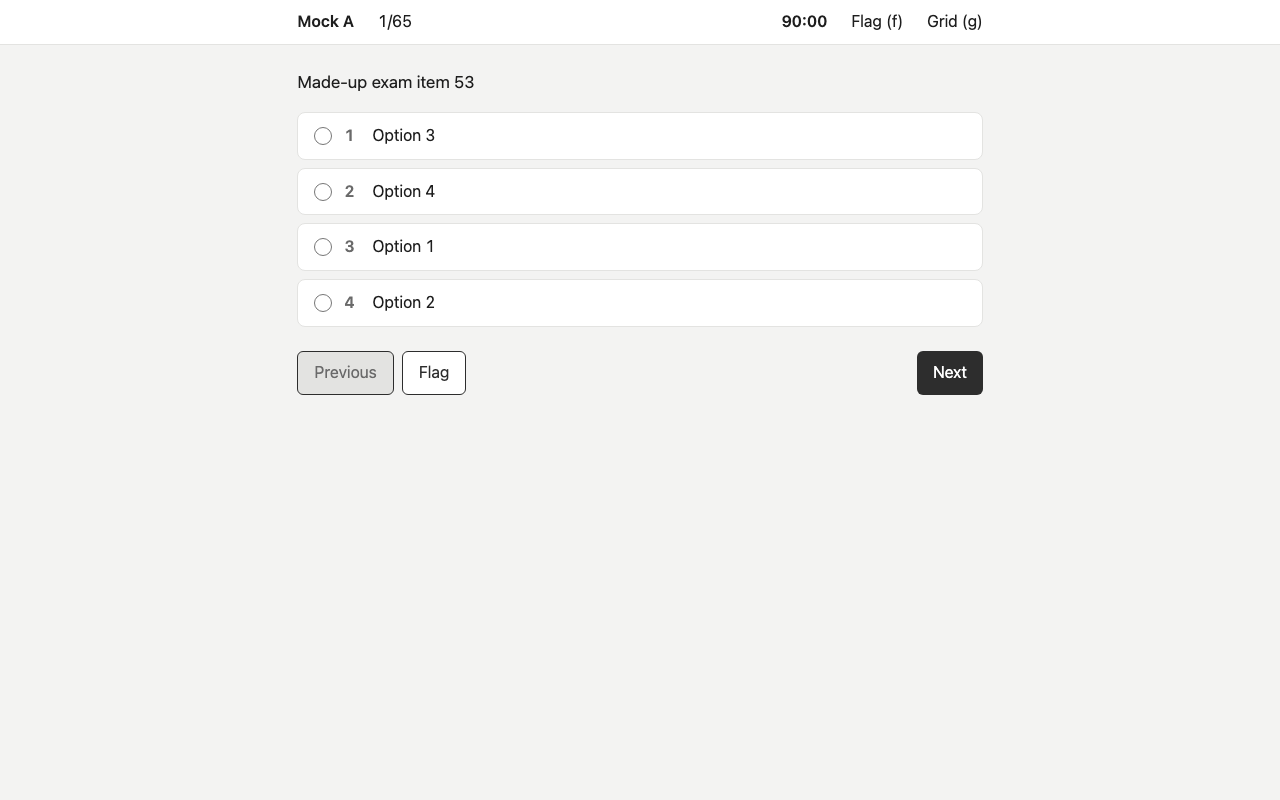 Mock A 1/65 90:00 Flag (f) Grid (g)
Made-up exam item 53
1 Option 3
2 Option 4
3 Option 1
4 Option 2
Previous Flag Next